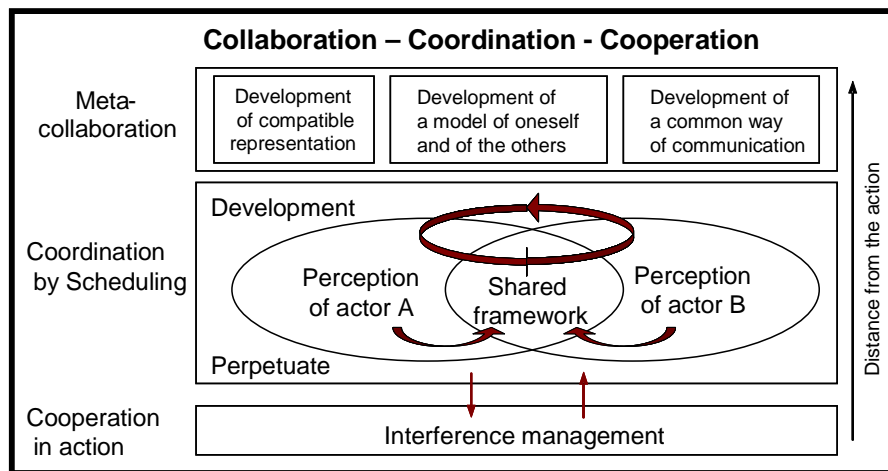 Collaboration – Coordination - Cooperation
Meta-
collaboration
Development
of compatible
representation
Development of
a model of oneself
and of the others
Development of
a common way
of communication
Coordination
by Scheduling
Development
Perception
of actor A
Shared
framework
Perception
of actor B
Perpetuate
Cooperation
in action
Interference management
Distance from the action